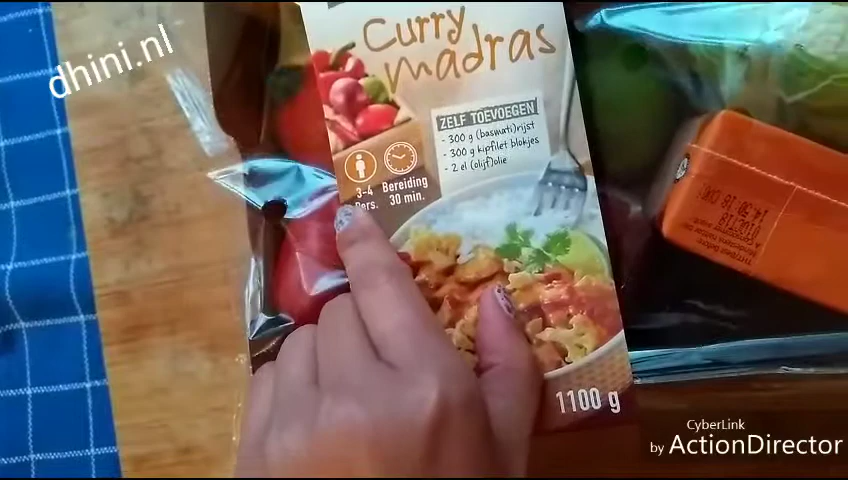 dhini.nl
Curry
madras
ZELF TOEVOEGEN
- 300 g (basmati)rijst
- 300 g kipfilet blokjes
- 2 el (olijf)olie
3-4 Bereiding
Pers. 30 min.
1100 g
CyberLink
by ActionDirector